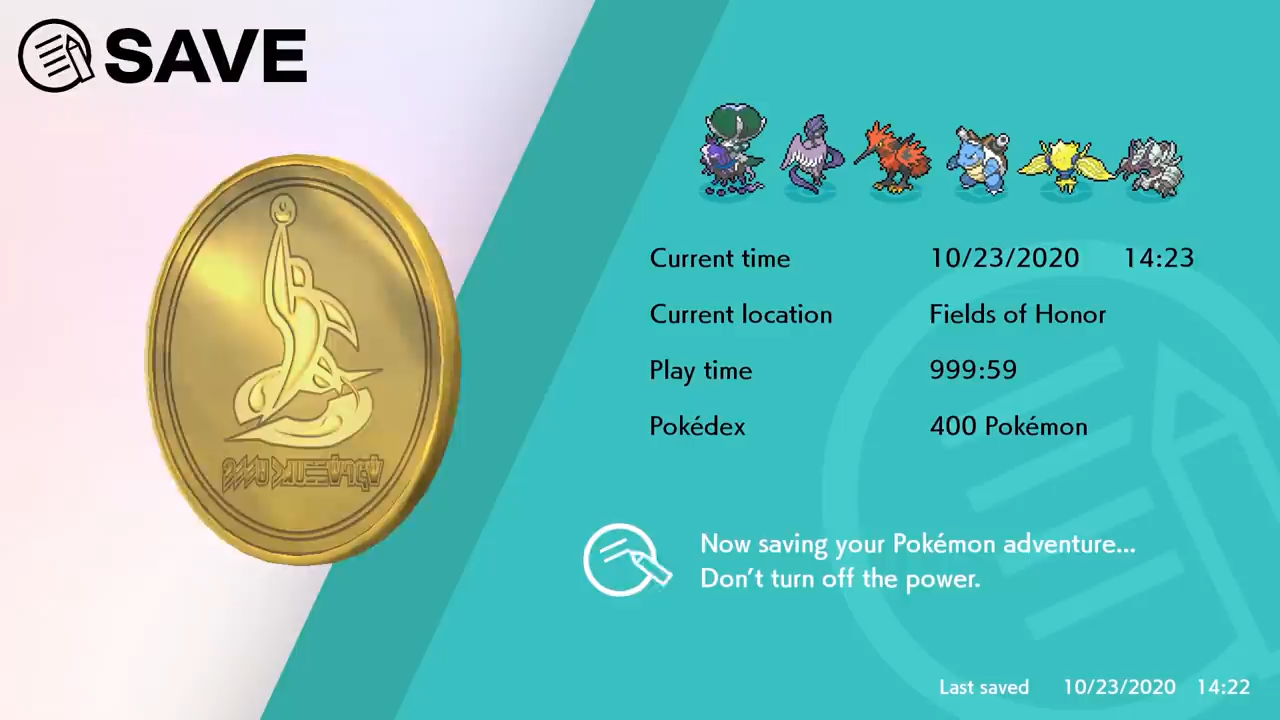 SAVE
Current time 10/23/2020 14:23
Current location Fields of Honor
Play time 999:59
Pokédex 400 Pokémon
Now saving your Pokémon adventure...
Don't turn off the power.
Last saved 10/23/2020 14:22